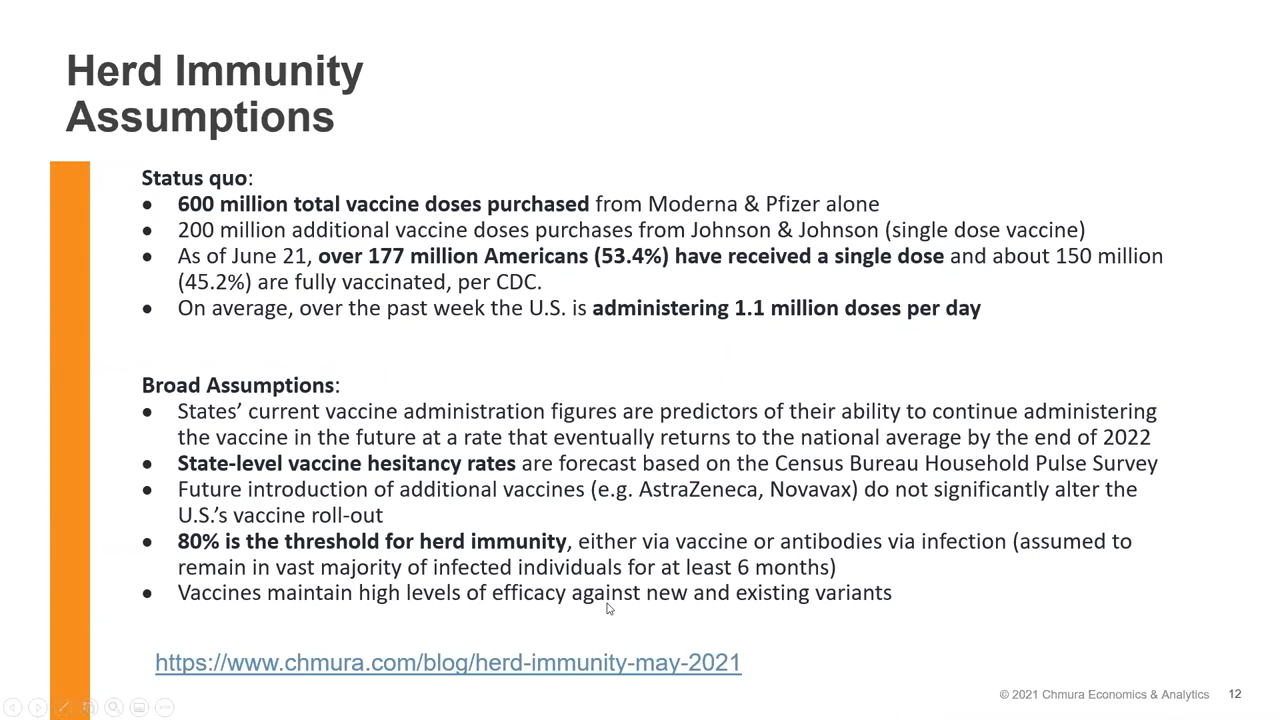 Herd Immunity
Assumptions
Status quo:
● 600 million total vaccine doses purchased from Moderna & Pfizer alone
● 200 million additional vaccine doses purchases from Johnson & Johnson (single dose vaccine)
● As of June 21, over 177 million Americans (53.4%) have received a single dose and about 150 million
(45.2%) are fully vaccinated, per CDC.
● On average, over the past week the U.S. is administering 1.1 million doses per day
Broad Assumptions:
● States’ current vaccine administration figures are predictors of their ability to continue administering
the vaccine in the future at a rate that eventually returns to the national average by the end of 2022
● State-level vaccine hesitancy rates are forecast based on the Census Bureau Household Pulse Survey
● Future introduction of additional vaccines (e.g. AstraZeneca, Novavax) do not significantly alter the
U.S.’s vaccine roll-out
● 80% is the threshold for herd immunity, either via vaccine or antibodies via infection (assumed to
remain in vast majority of infected individuals for at least 6 months)
● Vaccines maintain high levels of efficacy against new and existing variants
https://www.chmura.com/blog/herd-immunity-may-2021
© 2021 Chmura Economics & Analytics 12